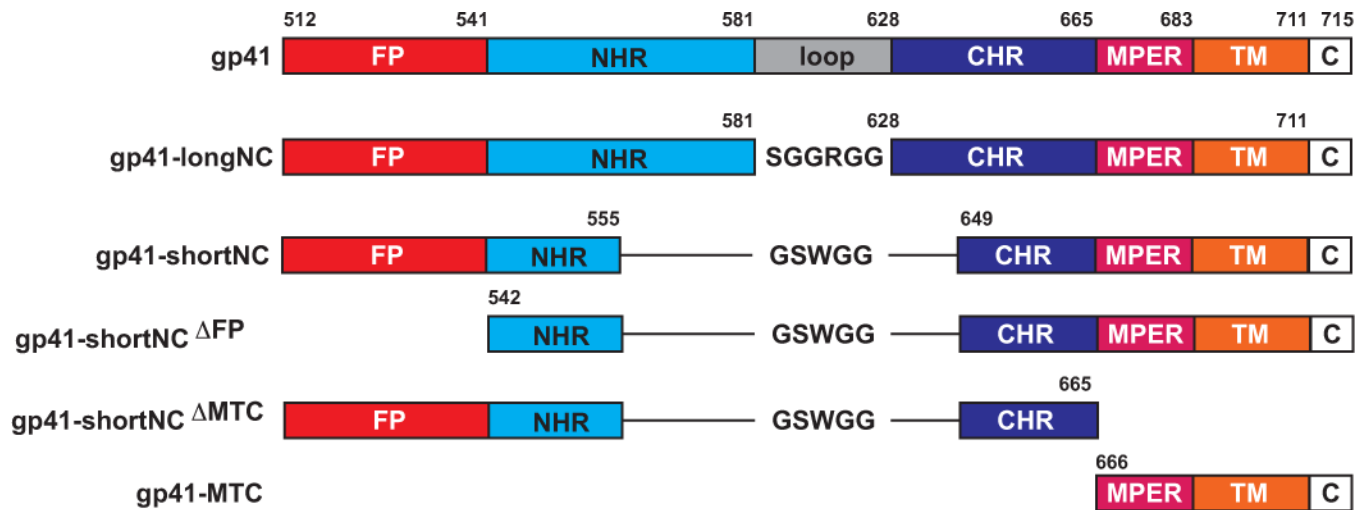 512 541 581 628 665 683 711 715
gp41 FP NHR loop CHR MPER TM C
581 628 711
gp41-longNC FP NHR SGGRGG CHR MPER TM C
555 649
gp41-shortNC FP NHR GSWGG CHR MPER TM C
542
gp41-shortNC ΔFP NHR GSWGG CHR MPER TM C
665
gp41-shortNC ΔMTC FP NHR GSWGG CHR
666
gp41-MTC MPER TM C